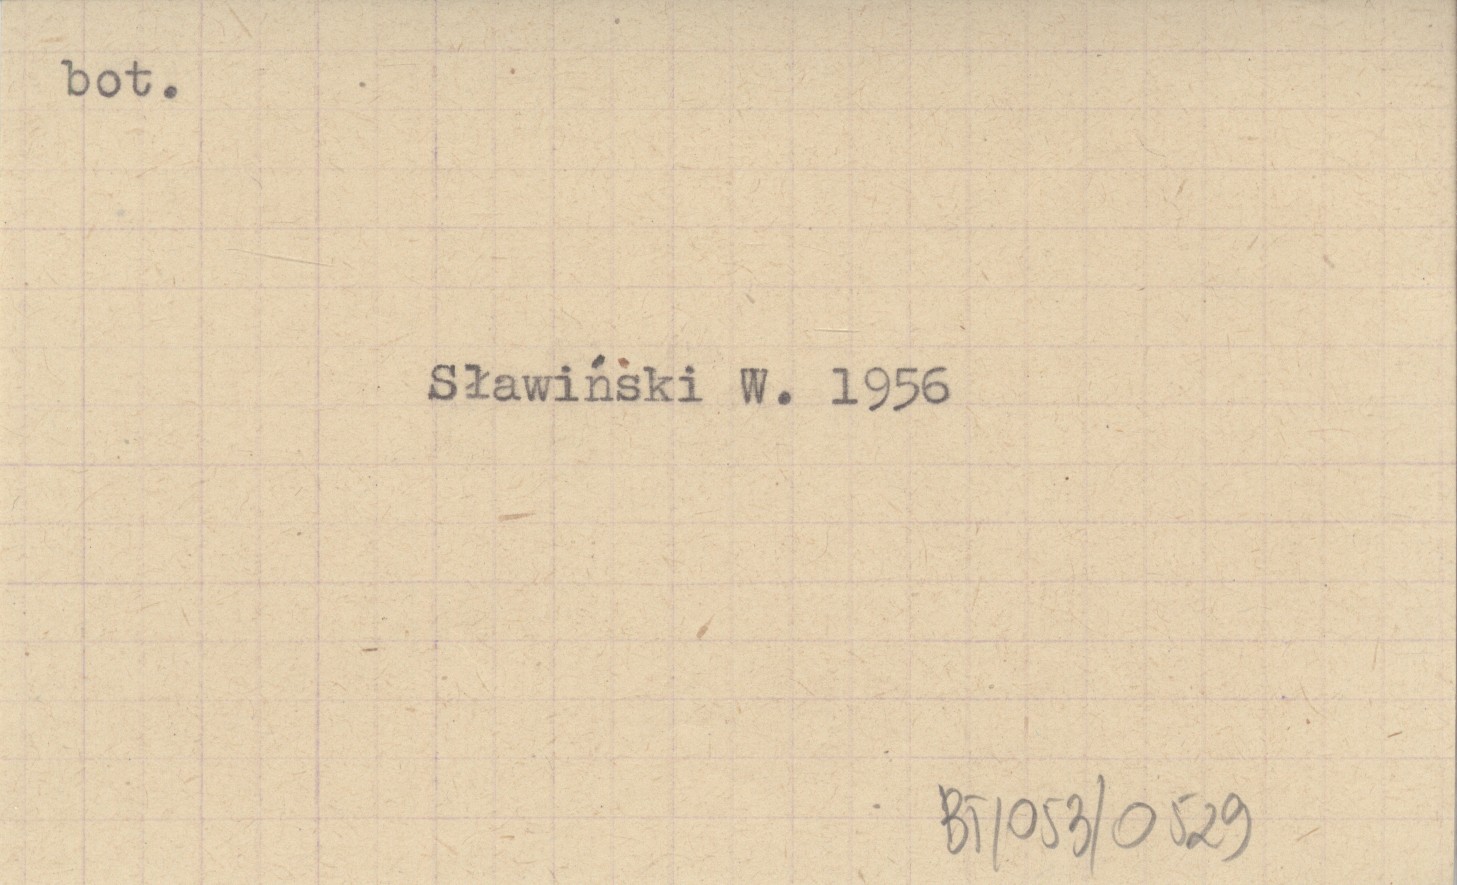 bot.
Sławiński W. 1956
BT/053/0529